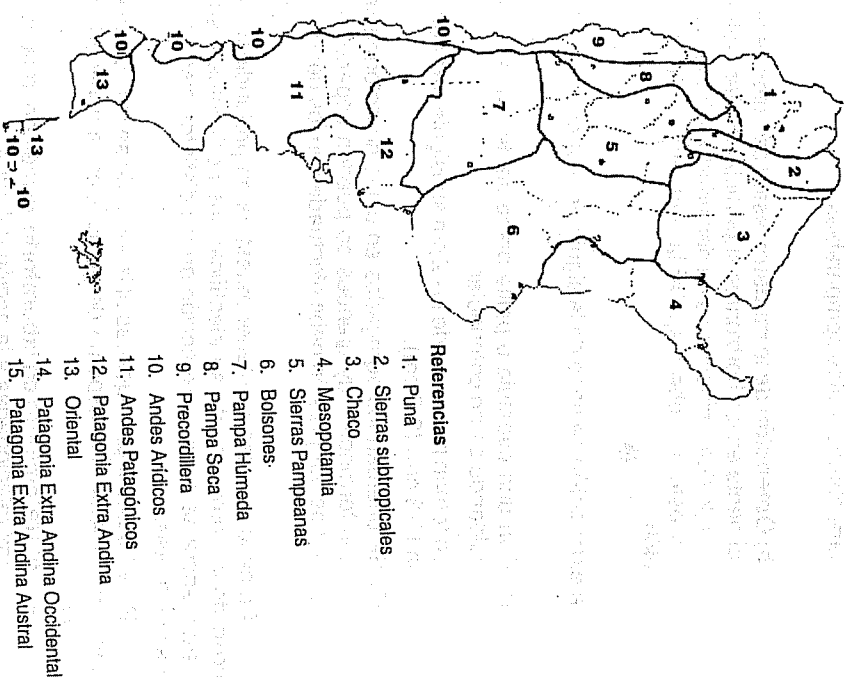 1
2
3
4
5
6
7
8
9
10
11
12
13
10
10
10
13
10 => 10
Referencias
1. Puna
2. Sierras subtropicales
3. Chaco
4. Mesopotamia
5. Sierras Pampeanas
6. Bolsones
7. Pampa Húmeda
8. Pampa Seca
9. Precordillera
10. Andes Arídicos
11. Andes Patagónicos
12. Patagonia Extra Andina
13. Oriental
14. Patagonia Extra Andina Occidental
15. Patagonia Extra Andina Austral